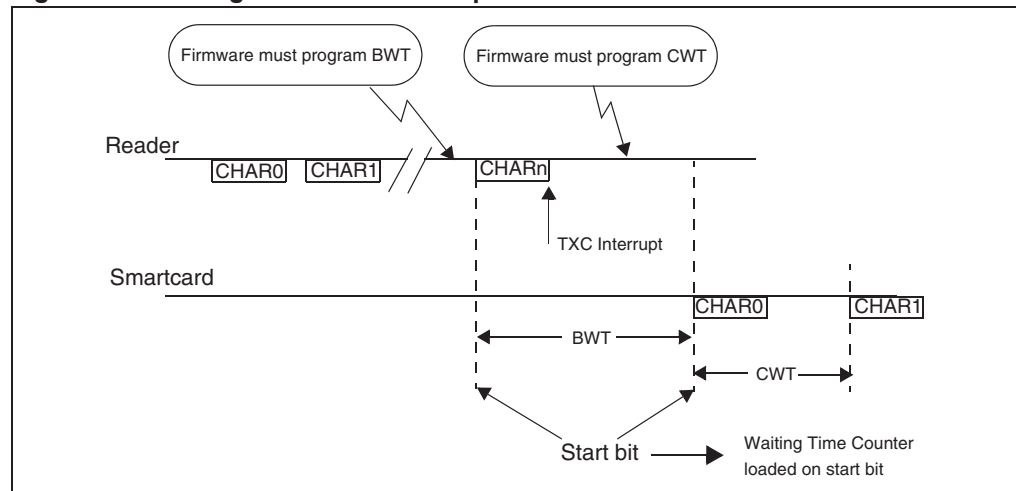 Firmware must program BWT
Firmware must program CWT
Reader
CHAR0
CHAR1
CHARn
TXC Interrupt
Smartcard
CHAR0
CHAR1
BWT
CWT
Start bit
Waiting Time Counter
loaded on start bit